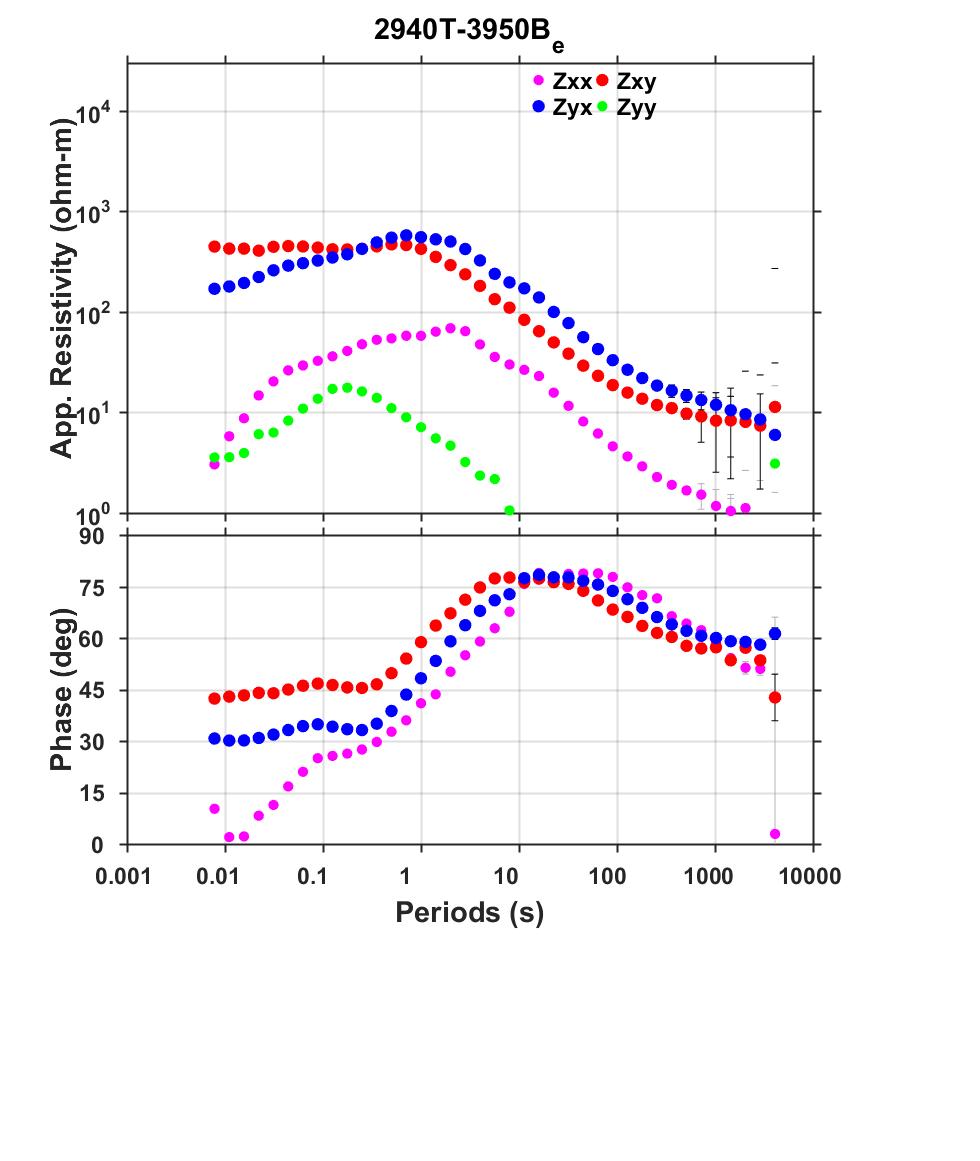 2940T-3950Be
Zxx Zxy
Zyx Zyy
App. Resistivity (ohm-m)
10^4
10^3
10^2
10^1
10^0
Phase (deg)
90
75
60
45
30
15
0
0.001 0.01 0.1 1 10 100 1000 10000
Periods (s)